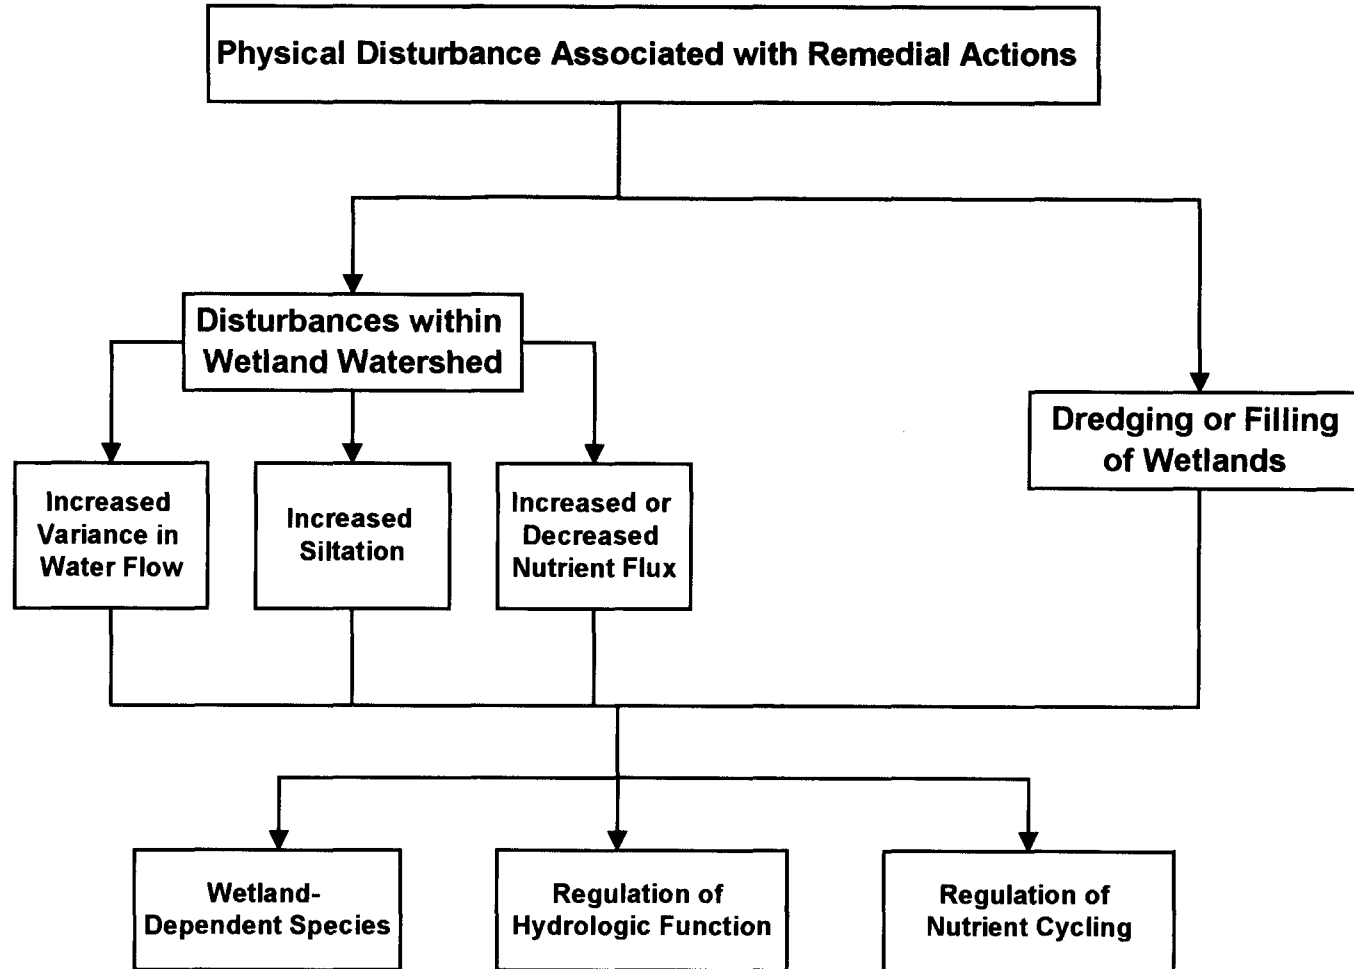 Physical Disturbance Associated with Remedial Actions
Disturbances within
Wetland Watershed
Dredging or Filling
of Wetlands
Increased
Variance in
Water Flow
Increased
Siltation
Increased or
Decreased
Nutrient Flux
Wetland-
Dependent Species
Regulation of
Hydrologic Function
Regulation of
Nutrient Cycling